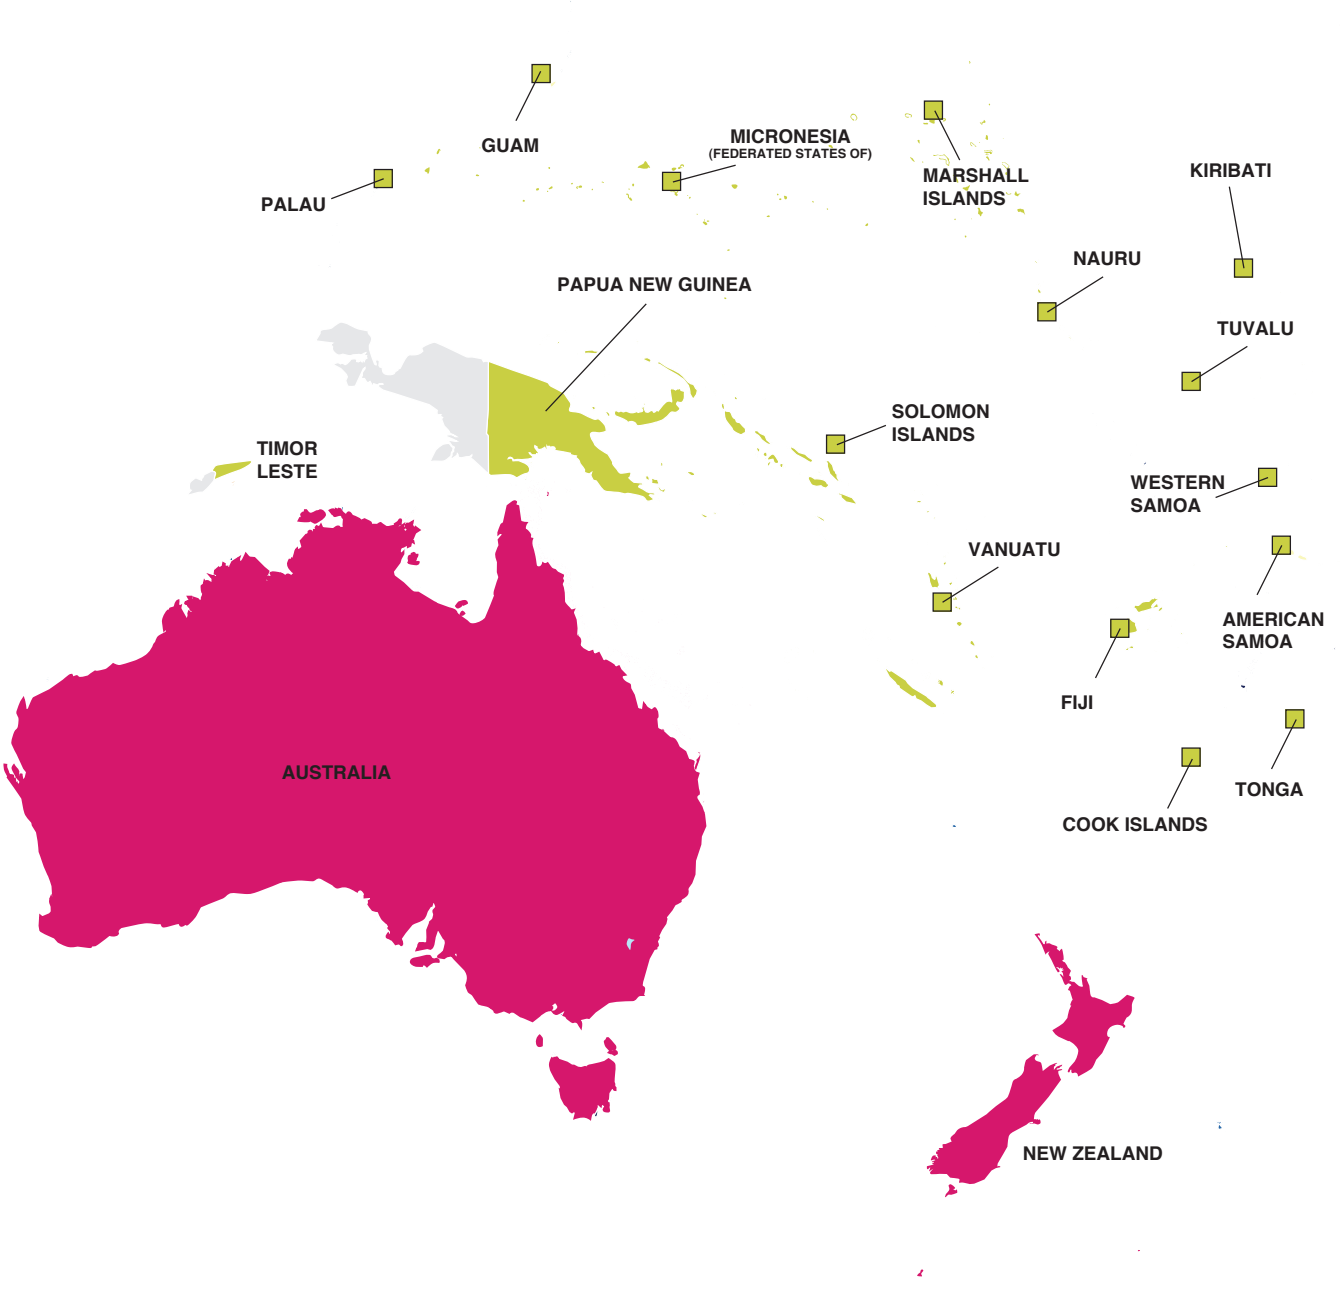 GUAM
MICRONESIA
(FEDERATED STATES OF)
MARSHALL
ISLANDS
KIRIBATI
PALAU
NAURU
PAPUA NEW GUINEA
TUVALU
SOLOMON
ISLANDS
TIMOR
LESTE
WESTERN
SAMOA
VANUATU
AMERICAN
SAMOA
FIJI
AUSTRALIA
TONGA
COOK ISLANDS
NEW ZEALAND